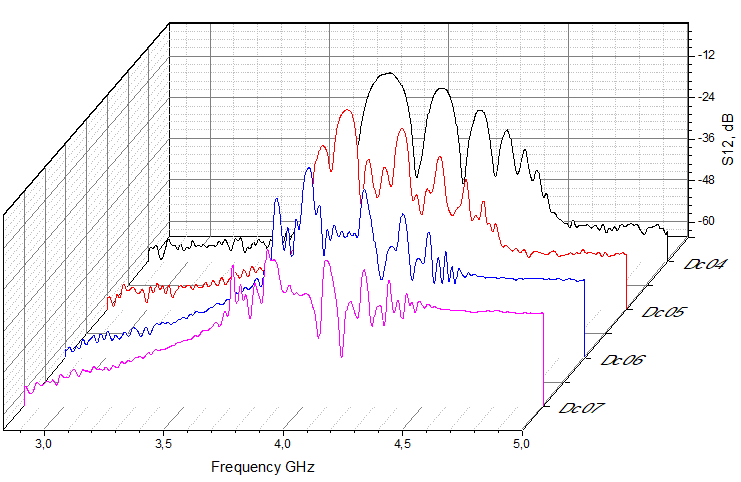 -12
-24
-36
-48
-60
S12, dB
Dc04
Dc05
Dc06
Dc07
3,0 3,5 4,0 4,5 5,0
Frequency GHz